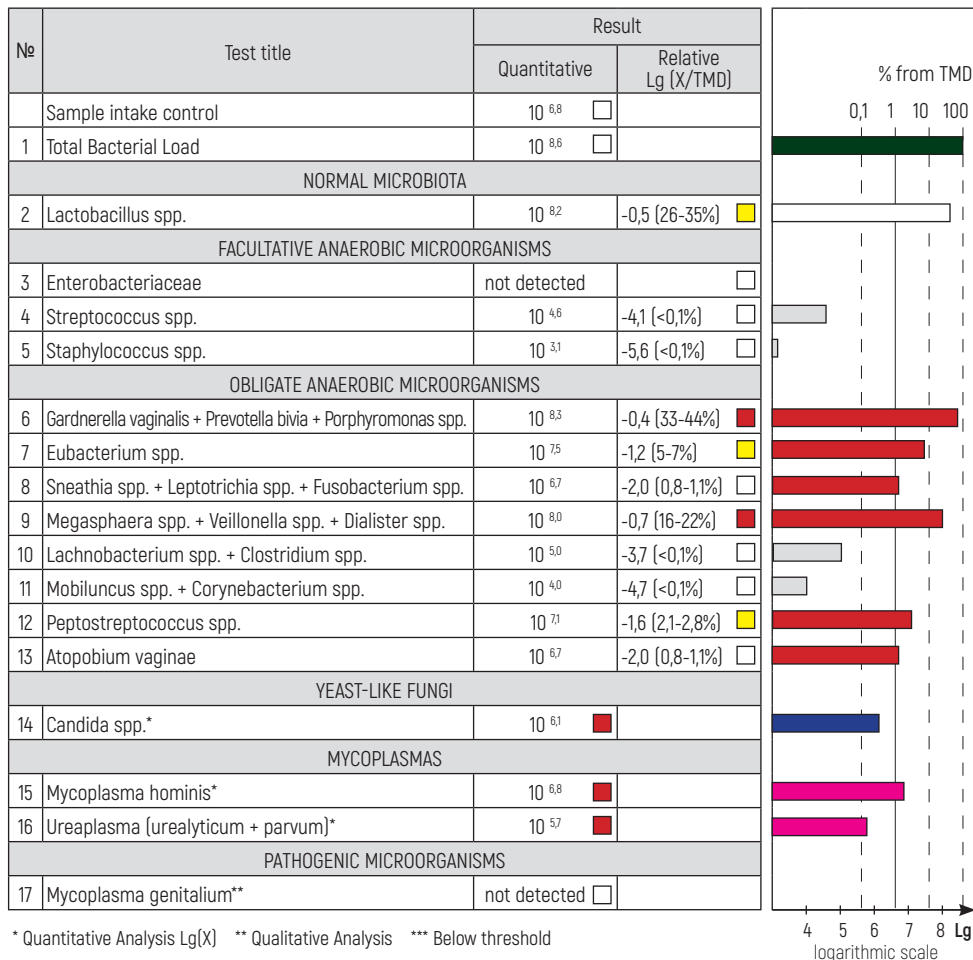 № Test title Result
Quantitative Relative Lg (X/TMD)
% from TMD
Sample intake control 10 6,8
0,1 1 10 100
1 Total Bacterial Load 10 8,6
NORMAL MICROBIOTA
2 Lactobacillus spp. 10 8,2 -0,5 (26-35%)
FACULTATIVE ANAEROBIC MICROORGANISMS
3 Enterobacteriaceae not detected
4 Streptococcus spp. 10 4,6 -4,1 (<0,1%)
5 Staphylococcus spp. 10 3,1 -5,6 (<0,1%)
OBLIGATE ANAEROBIC MICROORGANISMS
6 Gardnerella vaginalis + Prevotella bivia + Porphyromonas spp. 10 8,3 -0,4 (33-44%)
7 Eubacterium spp. 10 7,5 -1,2 (5-7%)
8 Sneathia spp. + Leptotrichia spp. + Fusobacterium spp. 10 6,7 -2,0 (0,8-1,1%)
9 Megasphaera spp. + Veillonella spp. + Dialister spp. 10 8,0 -0,7 (16-22%)
10 Lachnobacterium spp. + Clostridium spp. 10 5,0 -3,7 (<0,1%)
11 Mobiluncus spp. + Corynebacterium spp. 10 4,0 -4,7 (<0,1%)
12 Peptostreptococcus spp. 10 7,1 -1,6 (2,1-2,8%)
13 Atopobium vaginae 10 6,7 -2,0 (0,8-1,1%)
YEAST-LIKE FUNGI
14 Candida spp.* 10 6,1
MYCOPLASMAS
15 Mycoplasma hominis* 10 6,8
16 Ureaplasma (urealyticum + parvum)* 10 5,7
PATHOGENIC MICROORGANISMS
17 Mycoplasma genitalium** not detected
4 5 6 7 8 Lg
logarithmic scale
* Quantitative Analysis Lg(X) ** Qualitative Analysis *** Below threshold